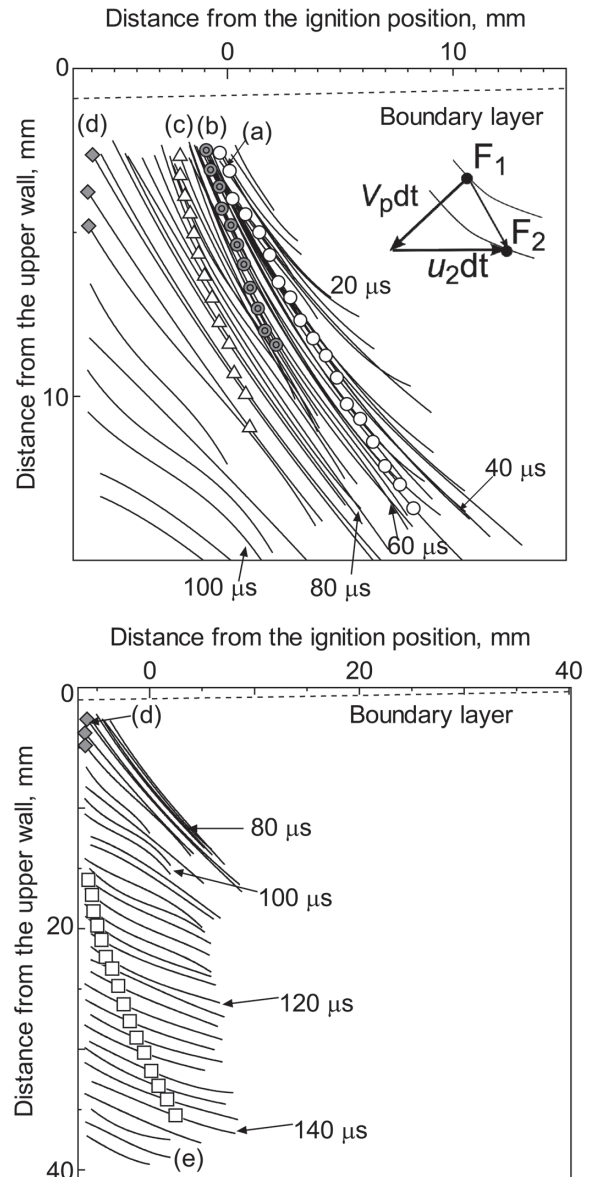 Distance from the ignition position, mm
0 10
0
Boundary layer
(d) (c) (b) (a)
F1
Vpdt
F2
u2dt
20 μs
Distance from the upper wall, mm
10
40 μs
60 μs
100 μs 80 μs
Distance from the ignition position, mm
0 20 40
0
(d) Boundary layer
80 μs
100 μs
Distance from the upper wall, mm
20
120 μs
140 μs
(e)
40